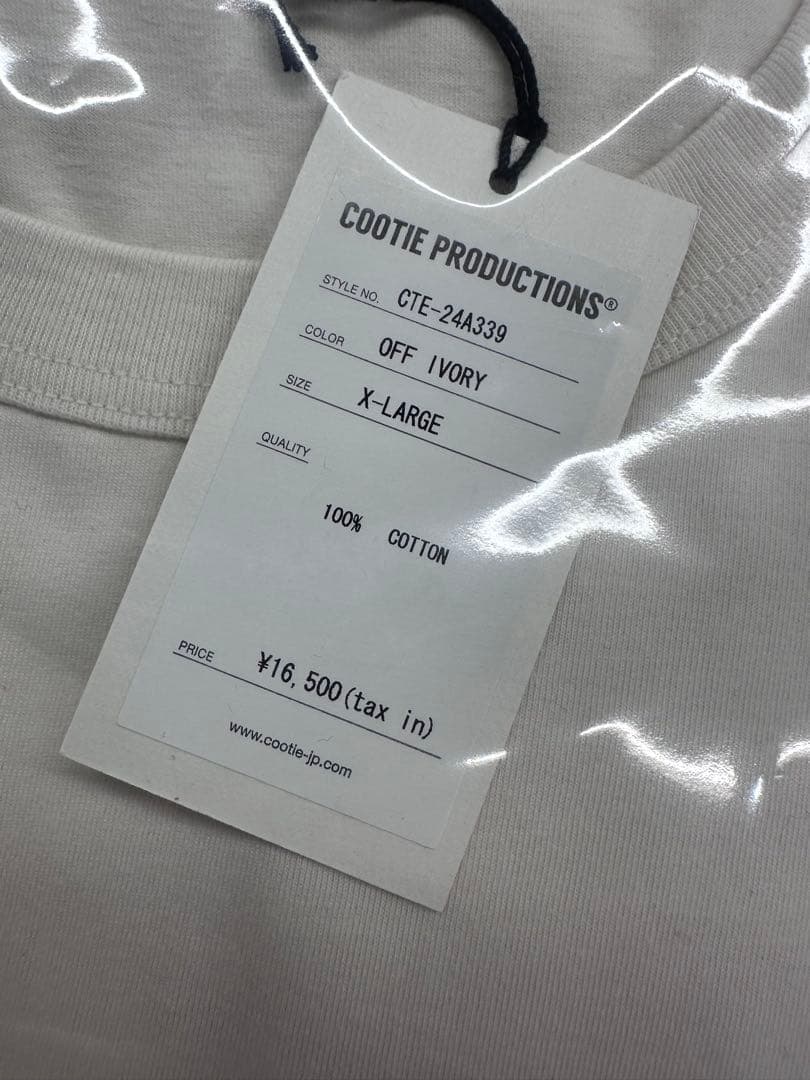 COOTIE PRODUCTIONS®
STYLE NO. CTE-24A339
COLOR OFF IVORY
SIZE X-LARGE
QUALITY
100% COTTON
PRICE ¥16,500(tax in)
www.cootie-jp.com